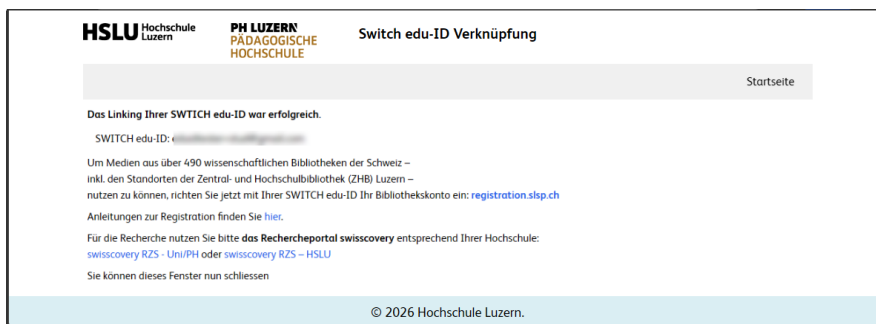 HSLU Hochschule Luzern
PH LUZERN
PÄDAGOGISCHE
HOCHSCHULE
Switch edu-ID Verknüpfung
Startseite
Das Linking Ihrer SWTICH edu-ID war erfolgreich.
SWITCH edu-ID:
Um Medien aus über 490 wissenschaftlichen Bibliotheken der Schweiz –
inkl. den Standorten der Zentral- und Hochschulbibliothek (ZHB) Luzern –
nutzen zu können, richten Sie jetzt mit Ihrer SWITCH edu-ID Ihr Bibliothekskonto ein: registration.slsp.ch
Anleitungen zur Registration finden Sie hier.
Für die Recherche nutzen Sie bitte das Rechercheportal swisscovery entsprechend Ihrer Hochschule:
swisscovery RZS - Uni/PH oder swisscovery RZS – HSLU
Sie können dieses Fenster nun schliessen
© 2026 Hochschule Luzern.